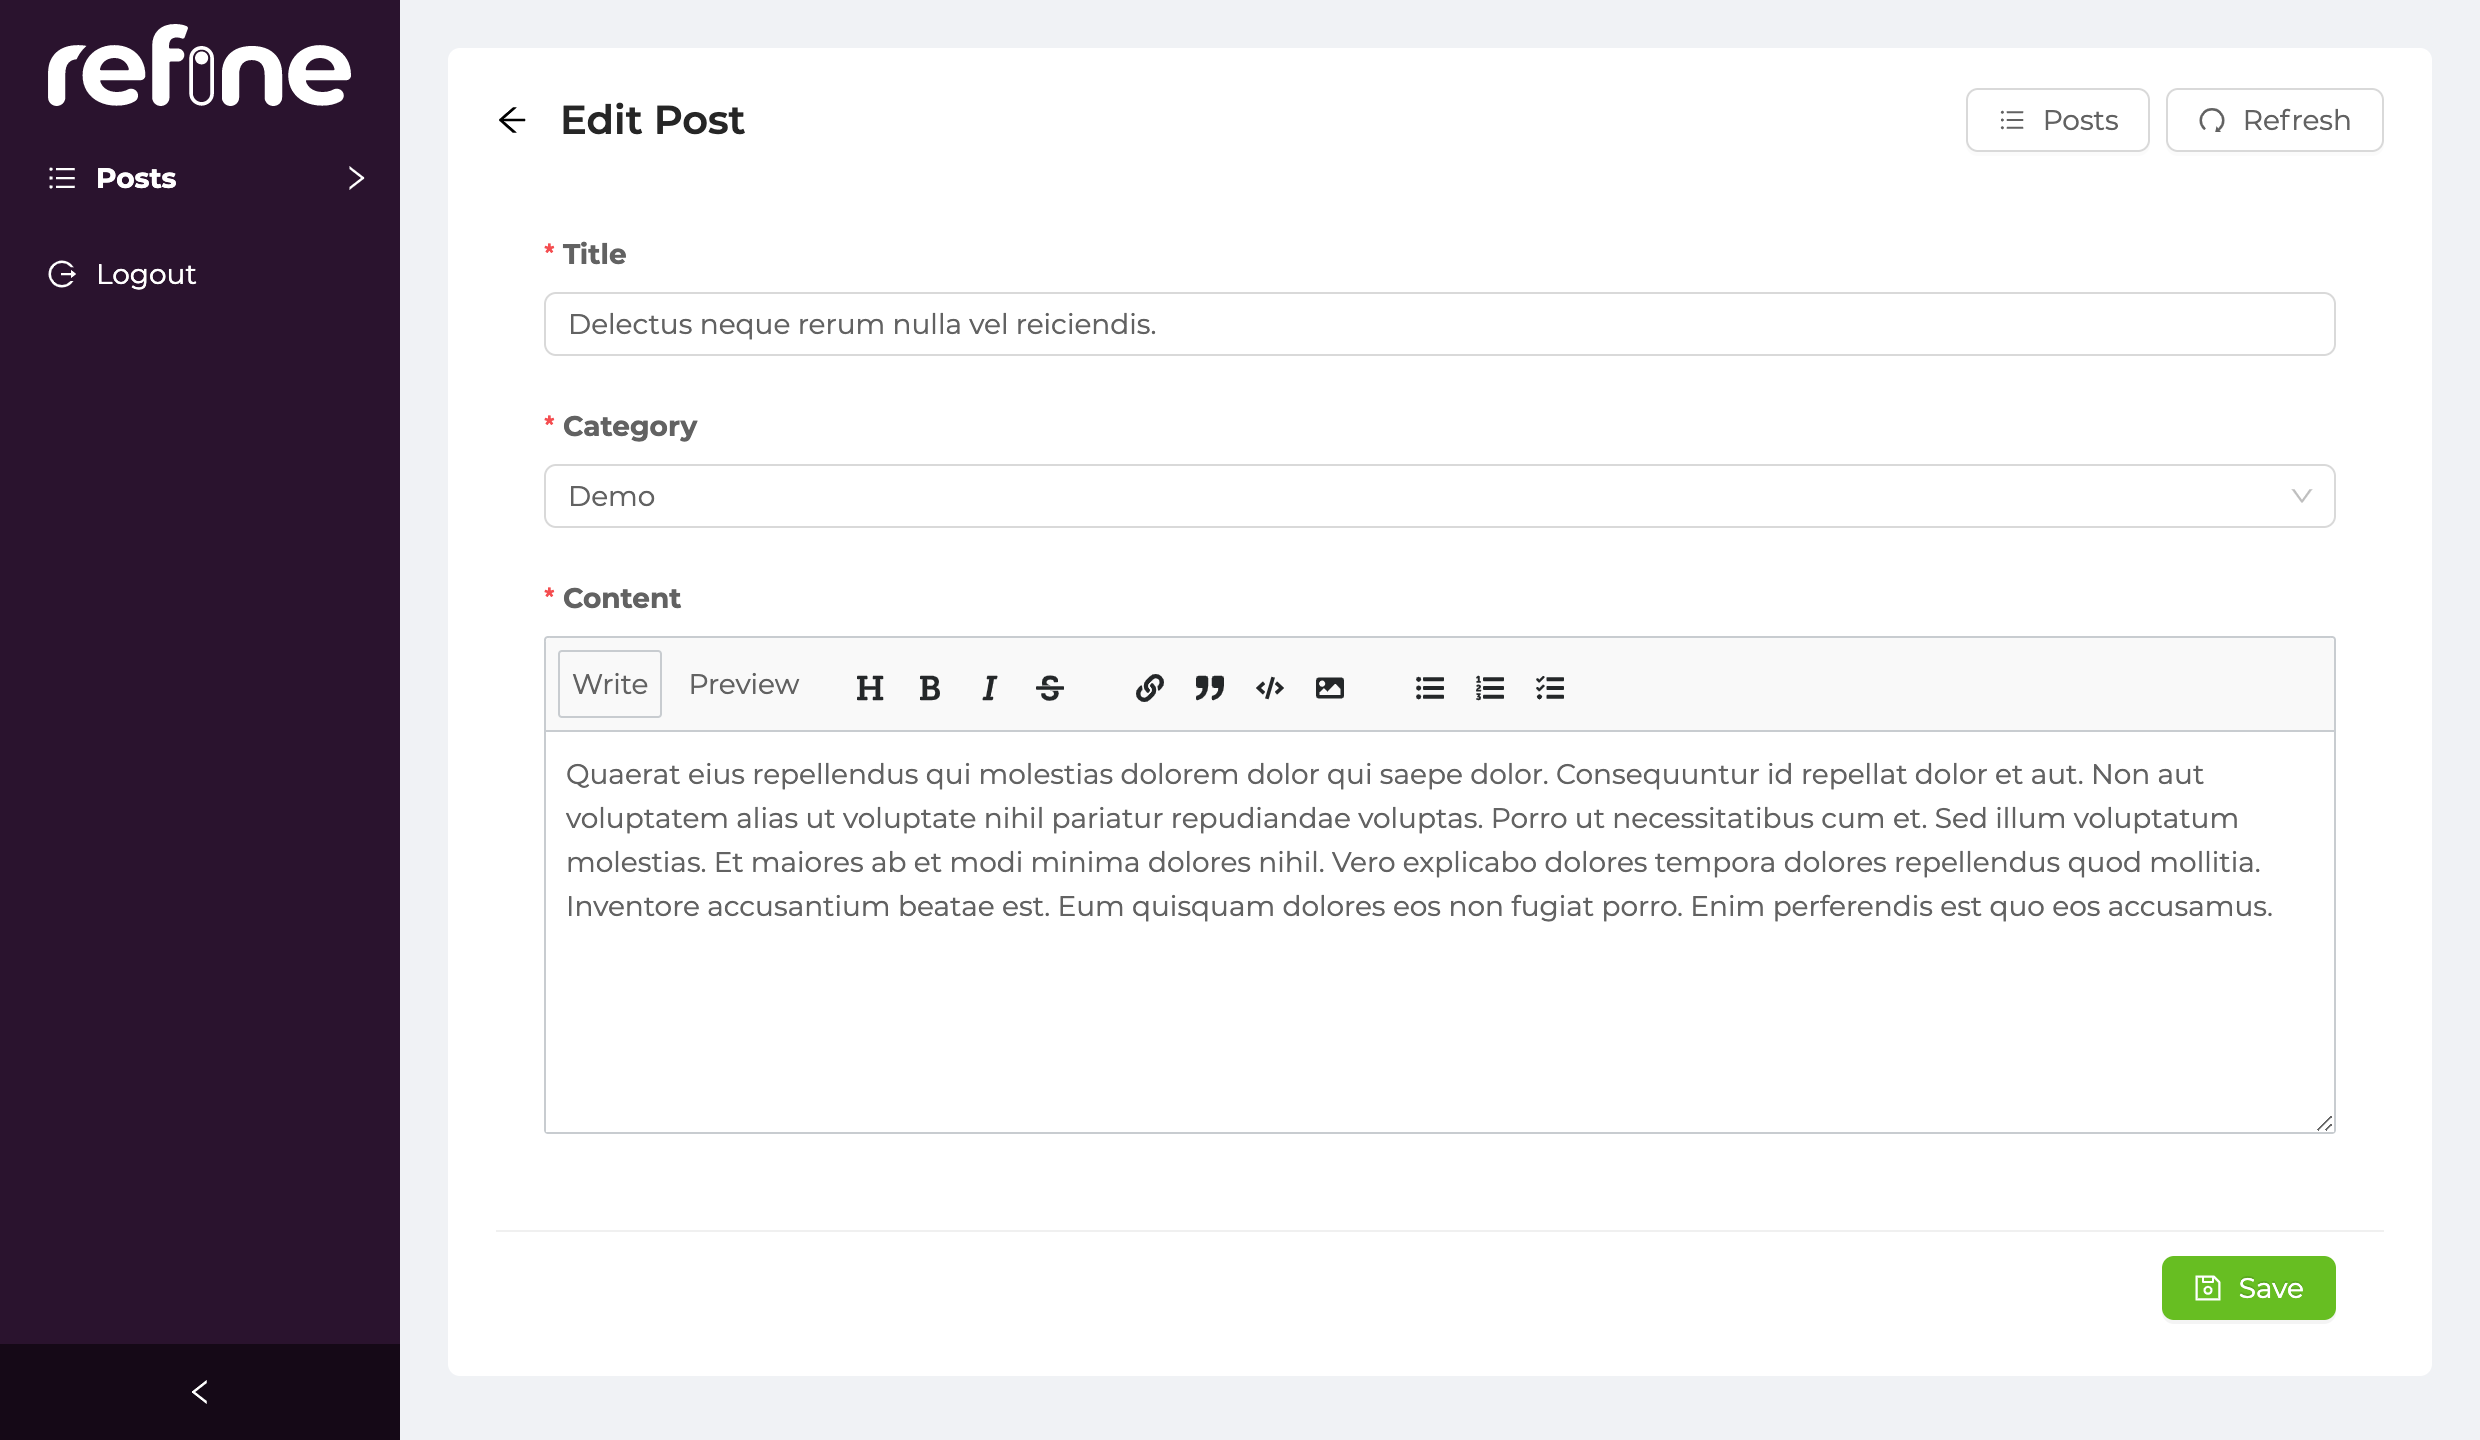 refine
Posts
Logout
Edit Post
Posts
Refresh
* Title
Delectus neque rerum nulla vel reiciendis.
* Category
Demo
* Content
Write Preview H B I S
Quaerat eius repellendus qui molestias dolorem dolor qui saepe dolor. Consequuntur id repellat dolor et aut. Non aut
voluptatem alias ut voluptate nihil pariatur repudiandae voluptas. Porro ut necessitatibus cum et. Sed illum voluptatum
molestias. Et maiores ab et modi minima dolores nihil. Vero explicabo dolores tempora dolores repellendus quod mollitia.
Inventore accusantium beatae est. Eum quisquam dolores eos non fugiat porro. Enim perferendis est quo eos accusamus.
Save